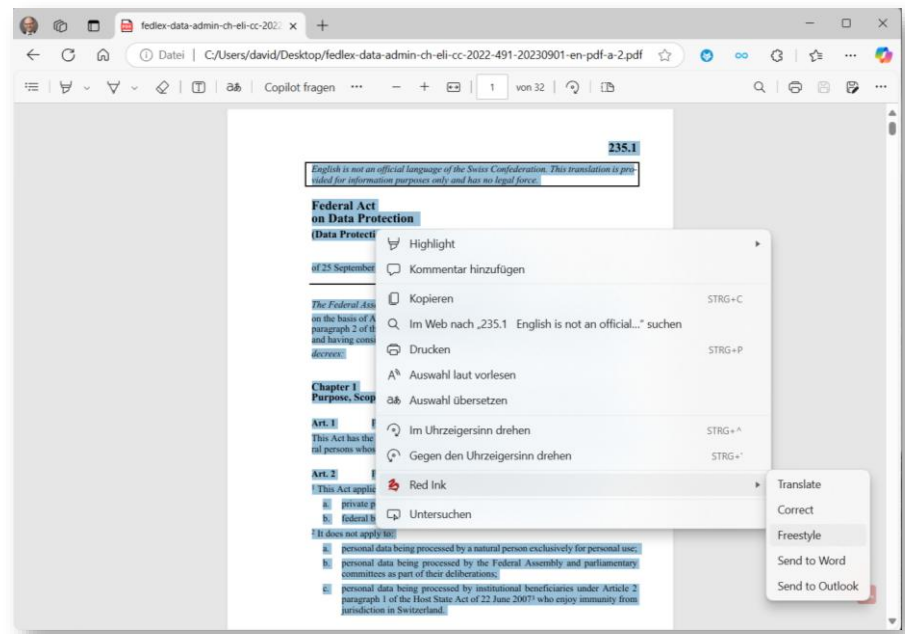 fedlex-data-admin-ch-eli-cc-202
Datei
C:/Users/david/Desktop/fedlex-data-admin-ch-eli-cc-2022-491-20230901-en-pdf-a-2.pdf
Copilot fragen
1 von 32
235.1
English is not an official language of the Swiss Confederation. This translation is pro-
vided for information purposes only and has no legal force.
Federal Act
on Data Protection
(Data Protecti
of 25 September
The Federal Ass
on the basis of A
paragraph 2 of th
and having consi
decrees:
Chapter 1
Purpose, Scop
Art. 1
This Act has the
ral persons whos
Art. 2
1 This Act applie
a. private p
b. federal b
2 It does not apply to:
a. personal data being processed by a natural person exclusively for personal use;
b. personal data being processed by the Federal Assembly and parliamentary
committees as part of their deliberations;
c. personal data being processed by institutional beneficiaries under Article 2
paragraph 1 of the Host State Act of 22 June 2007³ who enjoy immunity from
jurisdiction in Switzerland.
Highlight
Kommentar hinzufügen
Kopieren STRG+C
Im Web nach „235.1 English is not an official..." suchen
Drucken STRG+P
Auswahl laut vorlesen
Auswahl übersetzen
Im Uhrzeigersinn drehen STRG+^
Gegen den Uhrzeigersinn drehen STRG+'
Red Ink
Untersuchen
Translate
Correct
Freestyle
Send to Word
Send to Outlook